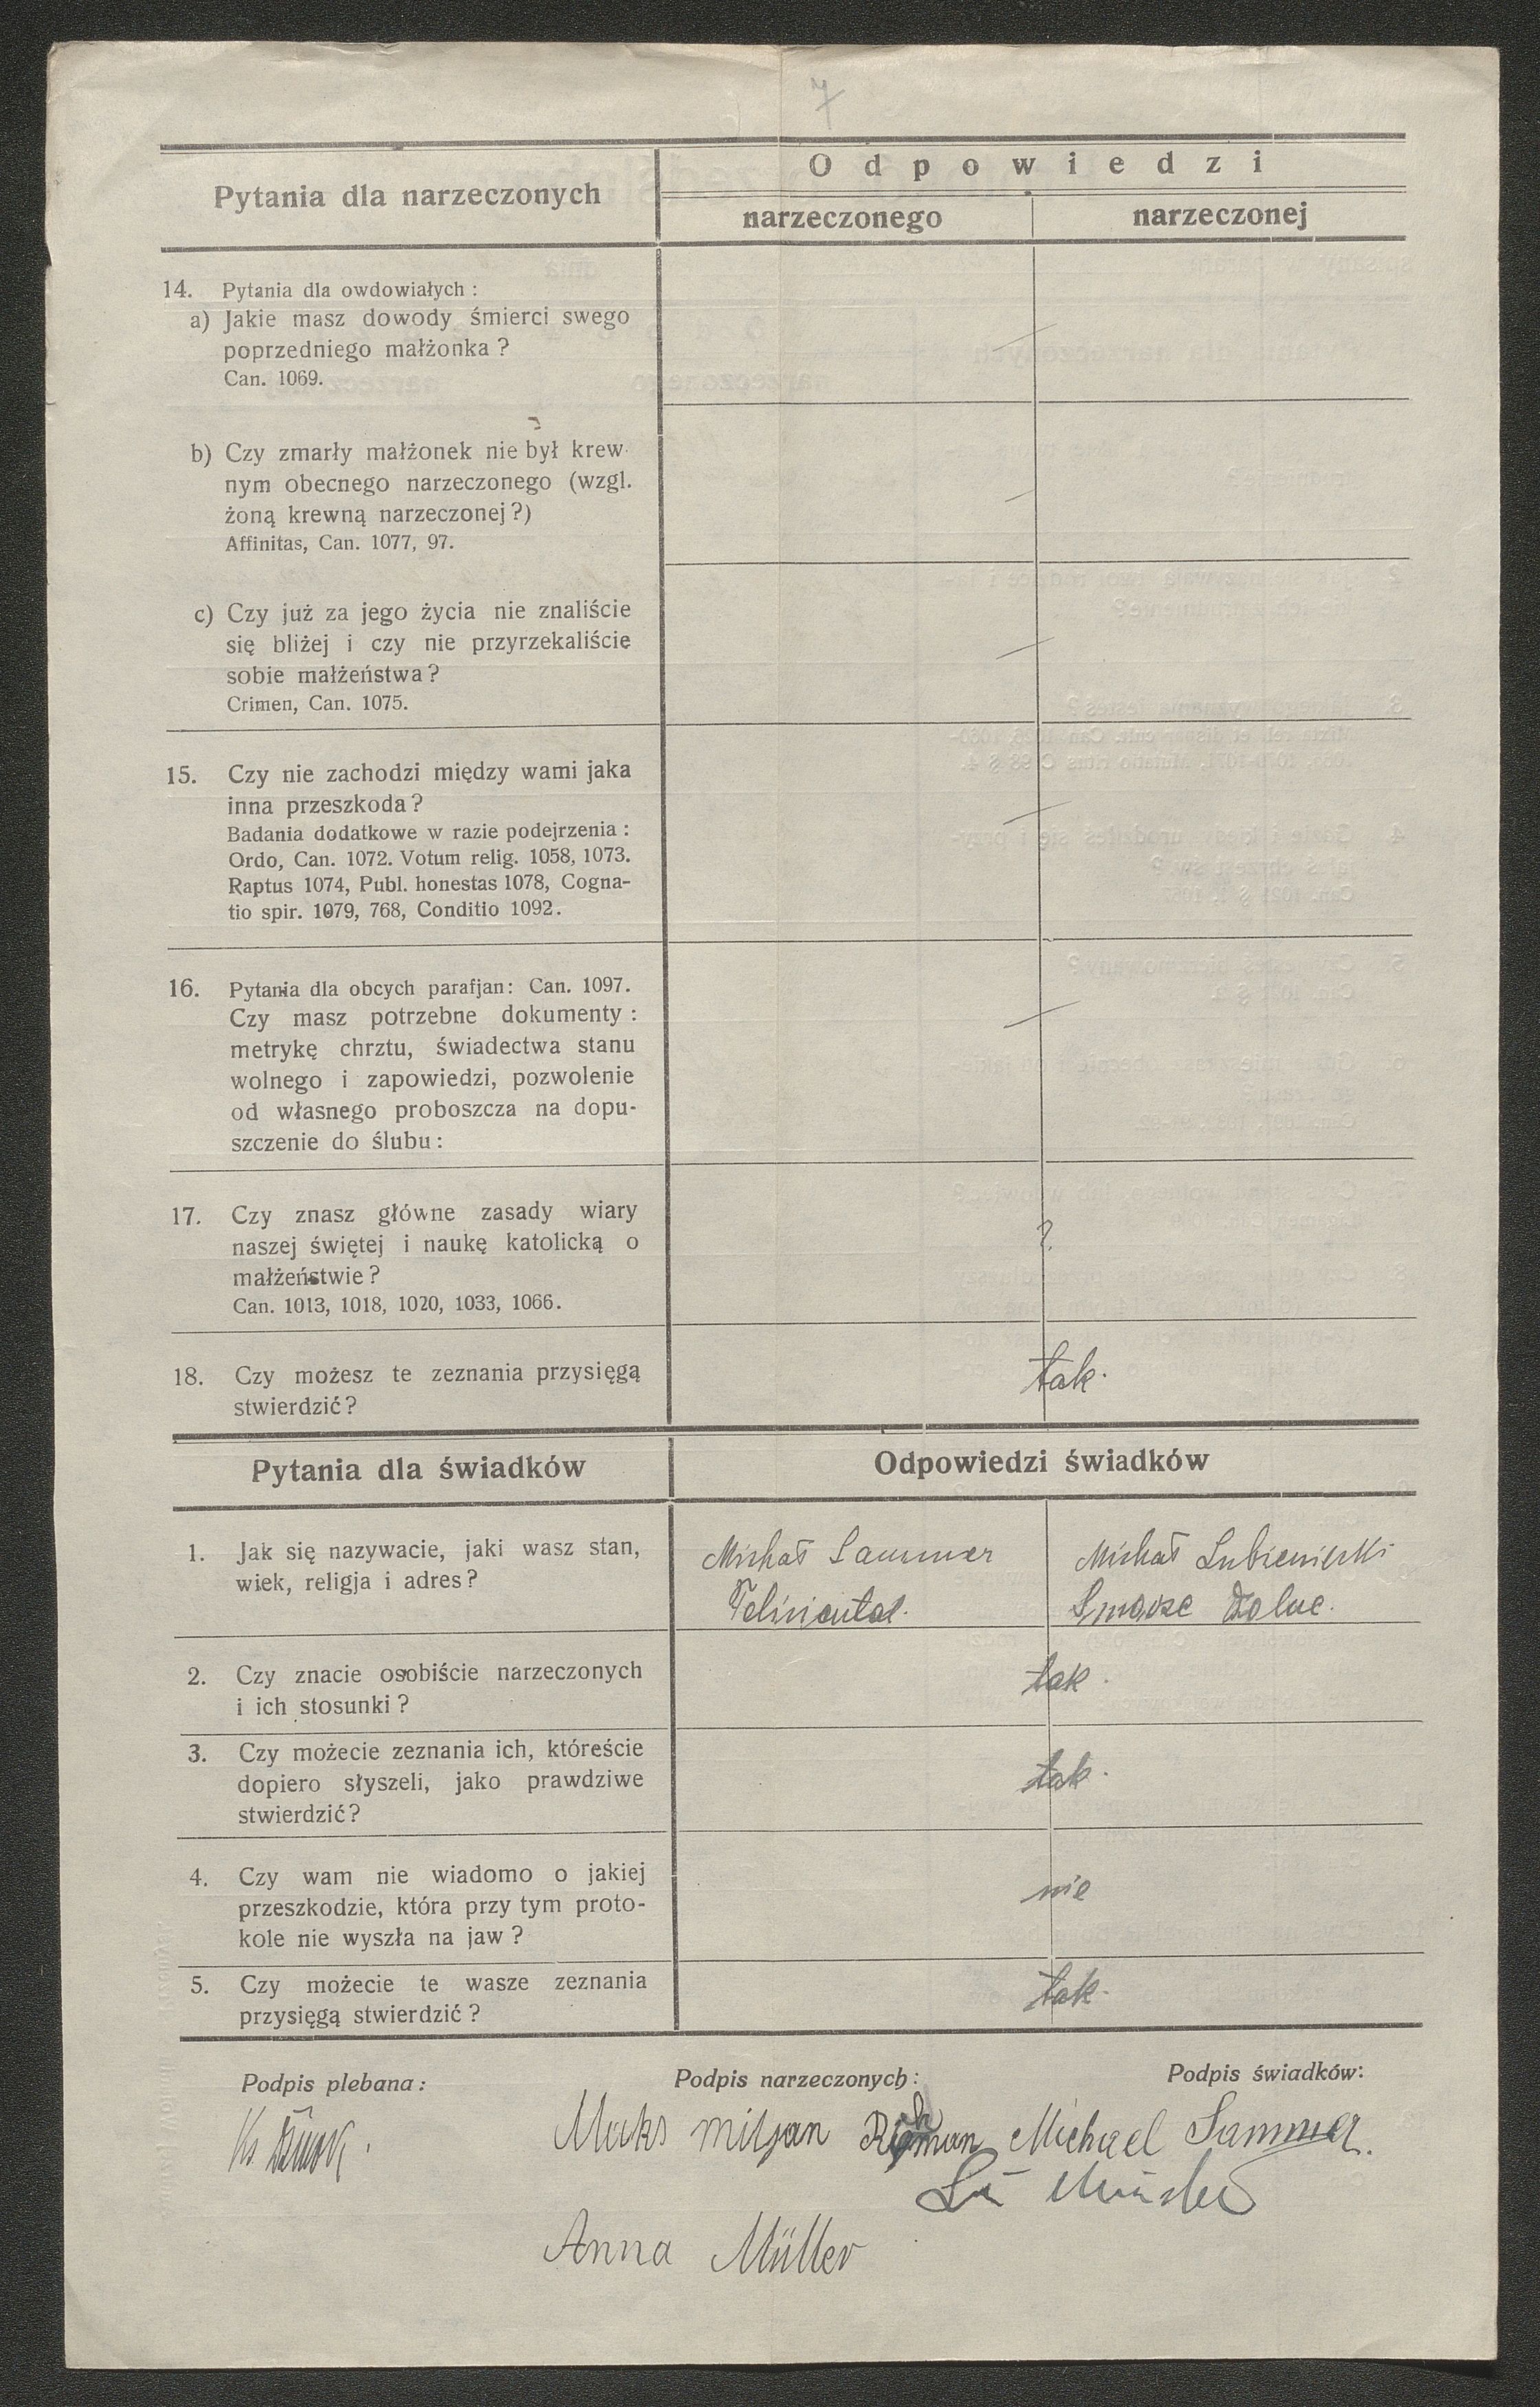 7
Pytania dla narzeczonych
Odpowiedzi
narzeczonego
narzeczonej
14. Pytania dla owdowiałych :
a) Jakie masz dowody śmierci swego
poprzedniego małżonka ?
Can. 1069.
b) Czy zmarły małżonek nie był krew-
nym obecnego narzeczonego (wzgl.
żoną krewną narzeczonej ?)
Affinitas, Can. 1077, 97.
c) Czy już za jego życia nie znaliście
się bliżej i czy nie przyrzekaliście
sobie małżeństwa ?
Crimen, Can. 1075.
15. Czy nie zachodzi między wami jaka
inna przeszkoda ?
Badania dodatkowe w razie podejrzenia :
Ordo, Can. 1072. Votum relig. 1058, 1073.
Raptus 1074, Publ. honestas 1078, Cogna-
tio spir. 1079, 768, Conditio 1092.
16. Pytania dla obcych parafjan: Can. 1097.
Czy masz potrzebne dokumenty :
metrykę chrztu, świadectwa stanu
wolnego i zapowiedzi, pozwolenie
od własnego proboszcza na dopu-
szczenie do ślubu :
17. Czy znasz główne zasady wiary
naszej świętej i naukę katolicką o
małżeństwie ?
Can. 1013, 1018, 1020, 1033, 1066.
?
18. Czy możesz te zeznania przysięgą
stwierdzić ?
tak.
Pytania dla świadków
Odpowiedzi świadków
1. Jak się nazywacie, jaki wasz stan,
wiek, religja i adres ?
Michał Sammer
Michał
2. Czy znacie osobiście narzeczonych
i ich stosunki ?
tak.
3. Czy możecie zeznania ich, któreście
dopiero słyszeli, jako prawdziwe
stwierdzić ?
tak.
4. Czy wam nie wiadomo o jakiej
przeszkodzie, która przy tym proto-
kole nie wyszła na jaw ?
nie
5. Czy możecie te wasze zeznania
przysięgą stwierdzić ?
tak.
Podpis plebana :
Podpis narzeczonych :
Podpis świadków:
Ks
Maks miljan
Michael Sammer.
Anna Müller